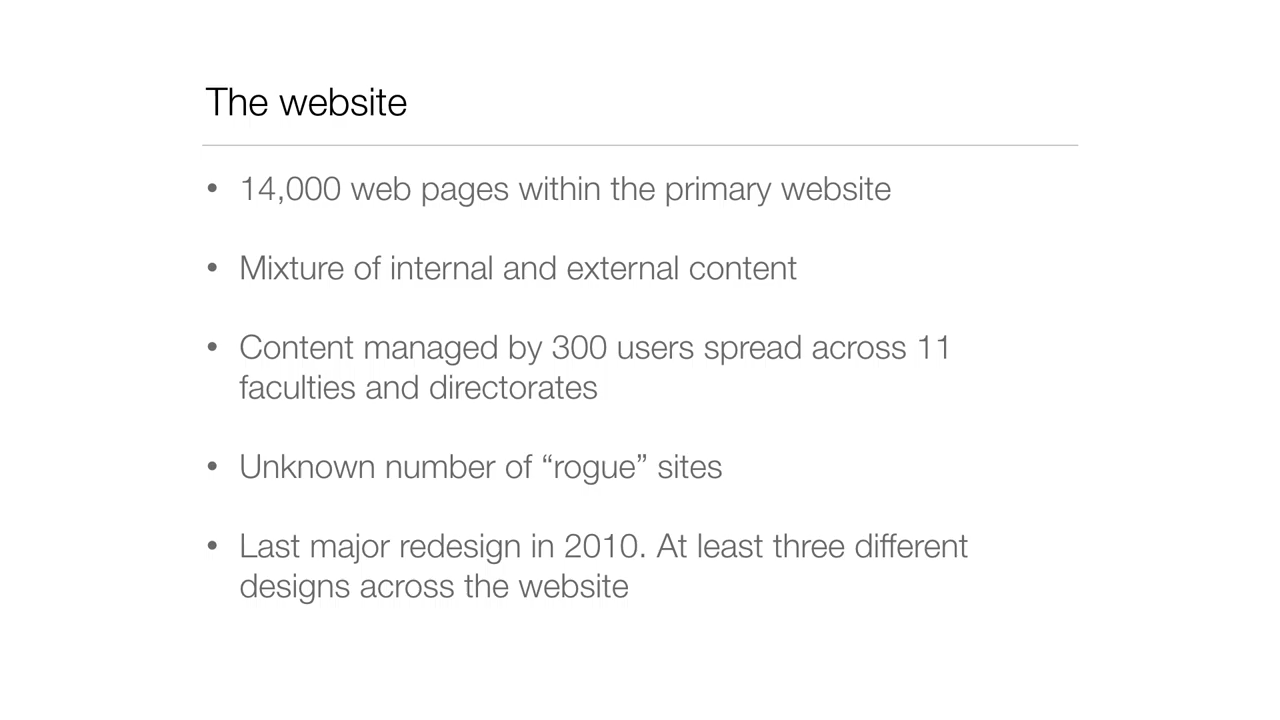 The website
• 14,000 web pages within the primary website
• Mixture of internal and external content
• Content managed by 300 users spread across 11
faculties and directorates
• Unknown number of “rogue” sites
• Last major redesign in 2010. At least three different
designs across the website